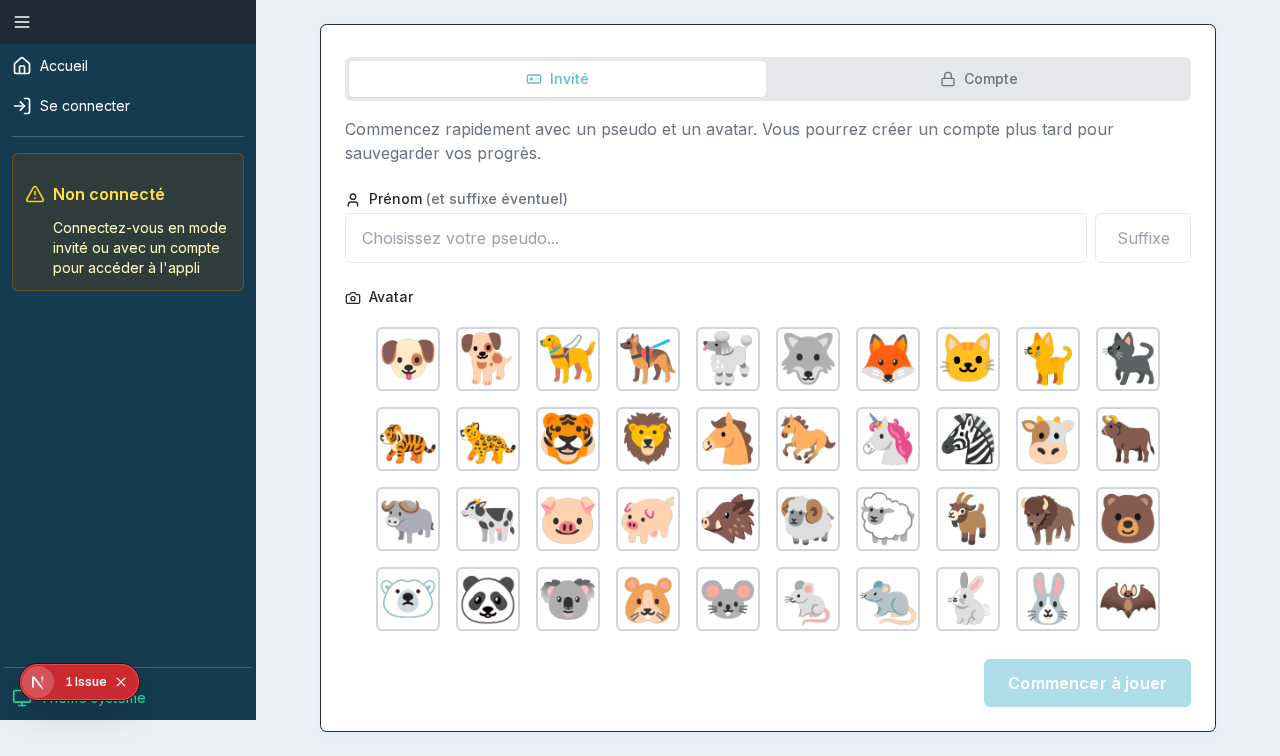 Accueil
Se connecter
Non connecté
Connectez-vous en mode
invité ou avec un compte
pour accéder à l'appli
N
1 Issue
Thème système
Invité
Compte
Commencez rapidement avec un pseudo et un avatar. Vous pourrez créer un compte plus tard pour
sauvegarder vos progrès.
Prénom (et suffixe éventuel)
Choisissez votre pseudo...
Suffixe
Avatar
Commencer à jouer